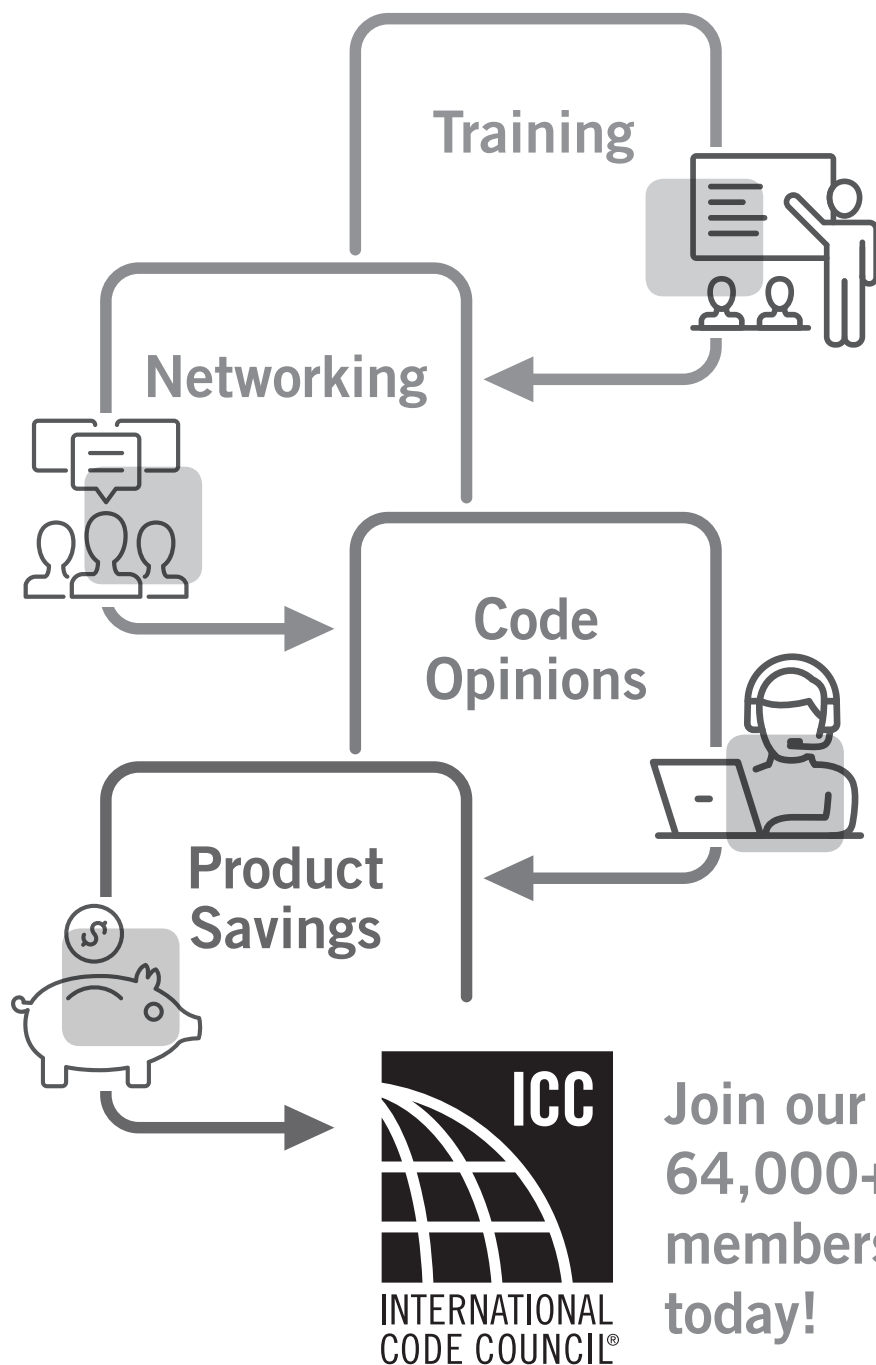 Training
Networking
Code
Opinions
Product
Savings
$
ICC
INTERNATIONAL
CODE COUNCIL®
Join our
64,000+
members
today!